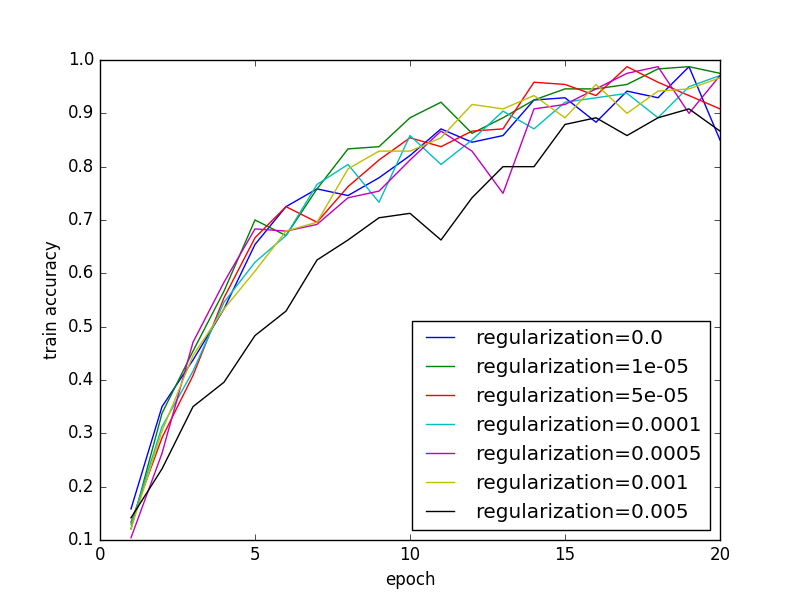 1.0
0.9
0.8
0.7
0.6
0.5
0.4
0.3
0.2
0.1
train accuracy
regularization=0.0
regularization=1e-05
regularization=5e-05
regularization=0.0001
regularization=0.0005
regularization=0.001
regularization=0.005
0 5 10 15 20
epoch